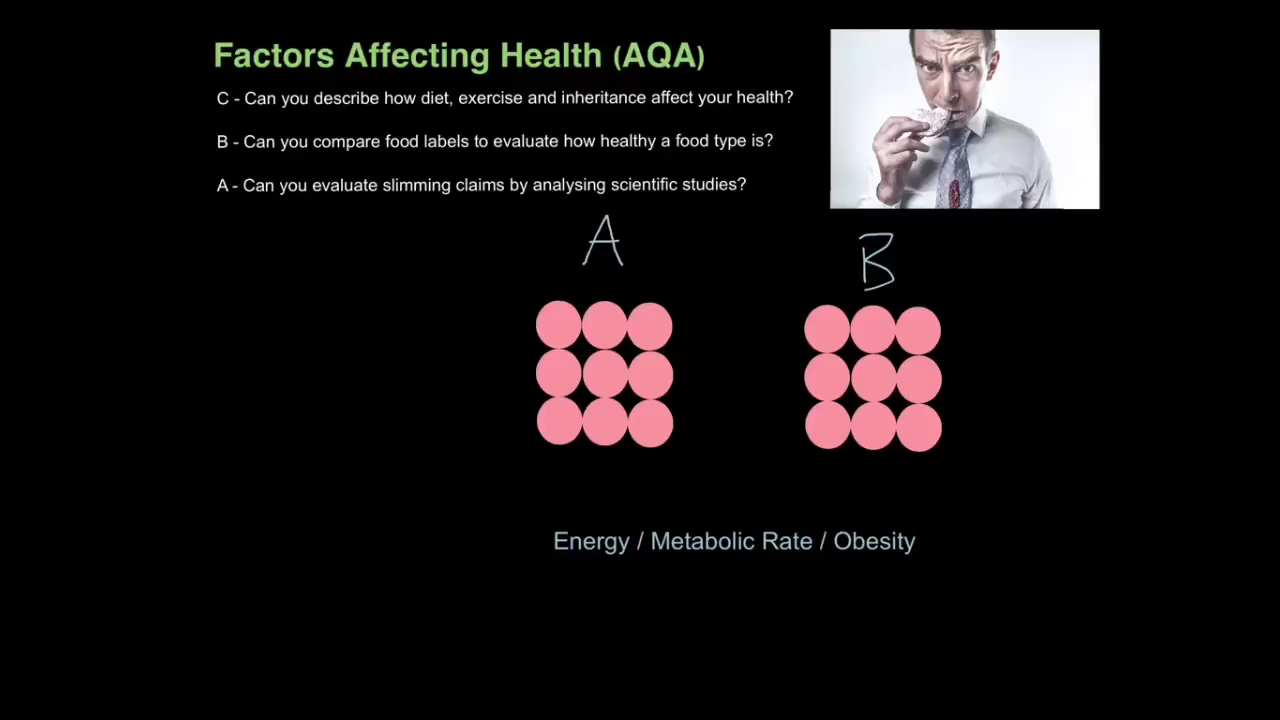 Factors Affecting Health (AQA)
C - Can you describe how diet, exercise and inheritance affect your health?
B - Can you compare food labels to evaluate how healthy a food type is?
A - Can you evaluate slimming claims by analysing scientific studies?
A
B
Energy / Metabolic Rate / Obesity